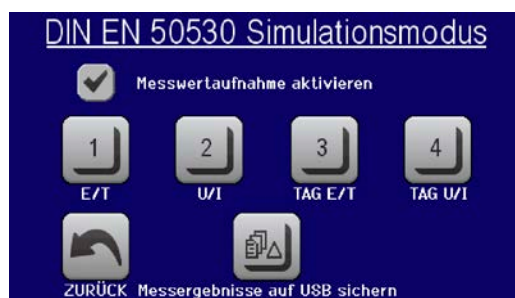 DIN EN 50530 Simulationsmodus
Messwertaufnahme aktivieren
1 2 3 4
E/T U/I TAG E/T TAG U/I
ZURÜCK Messergebnisse auf USB sichern